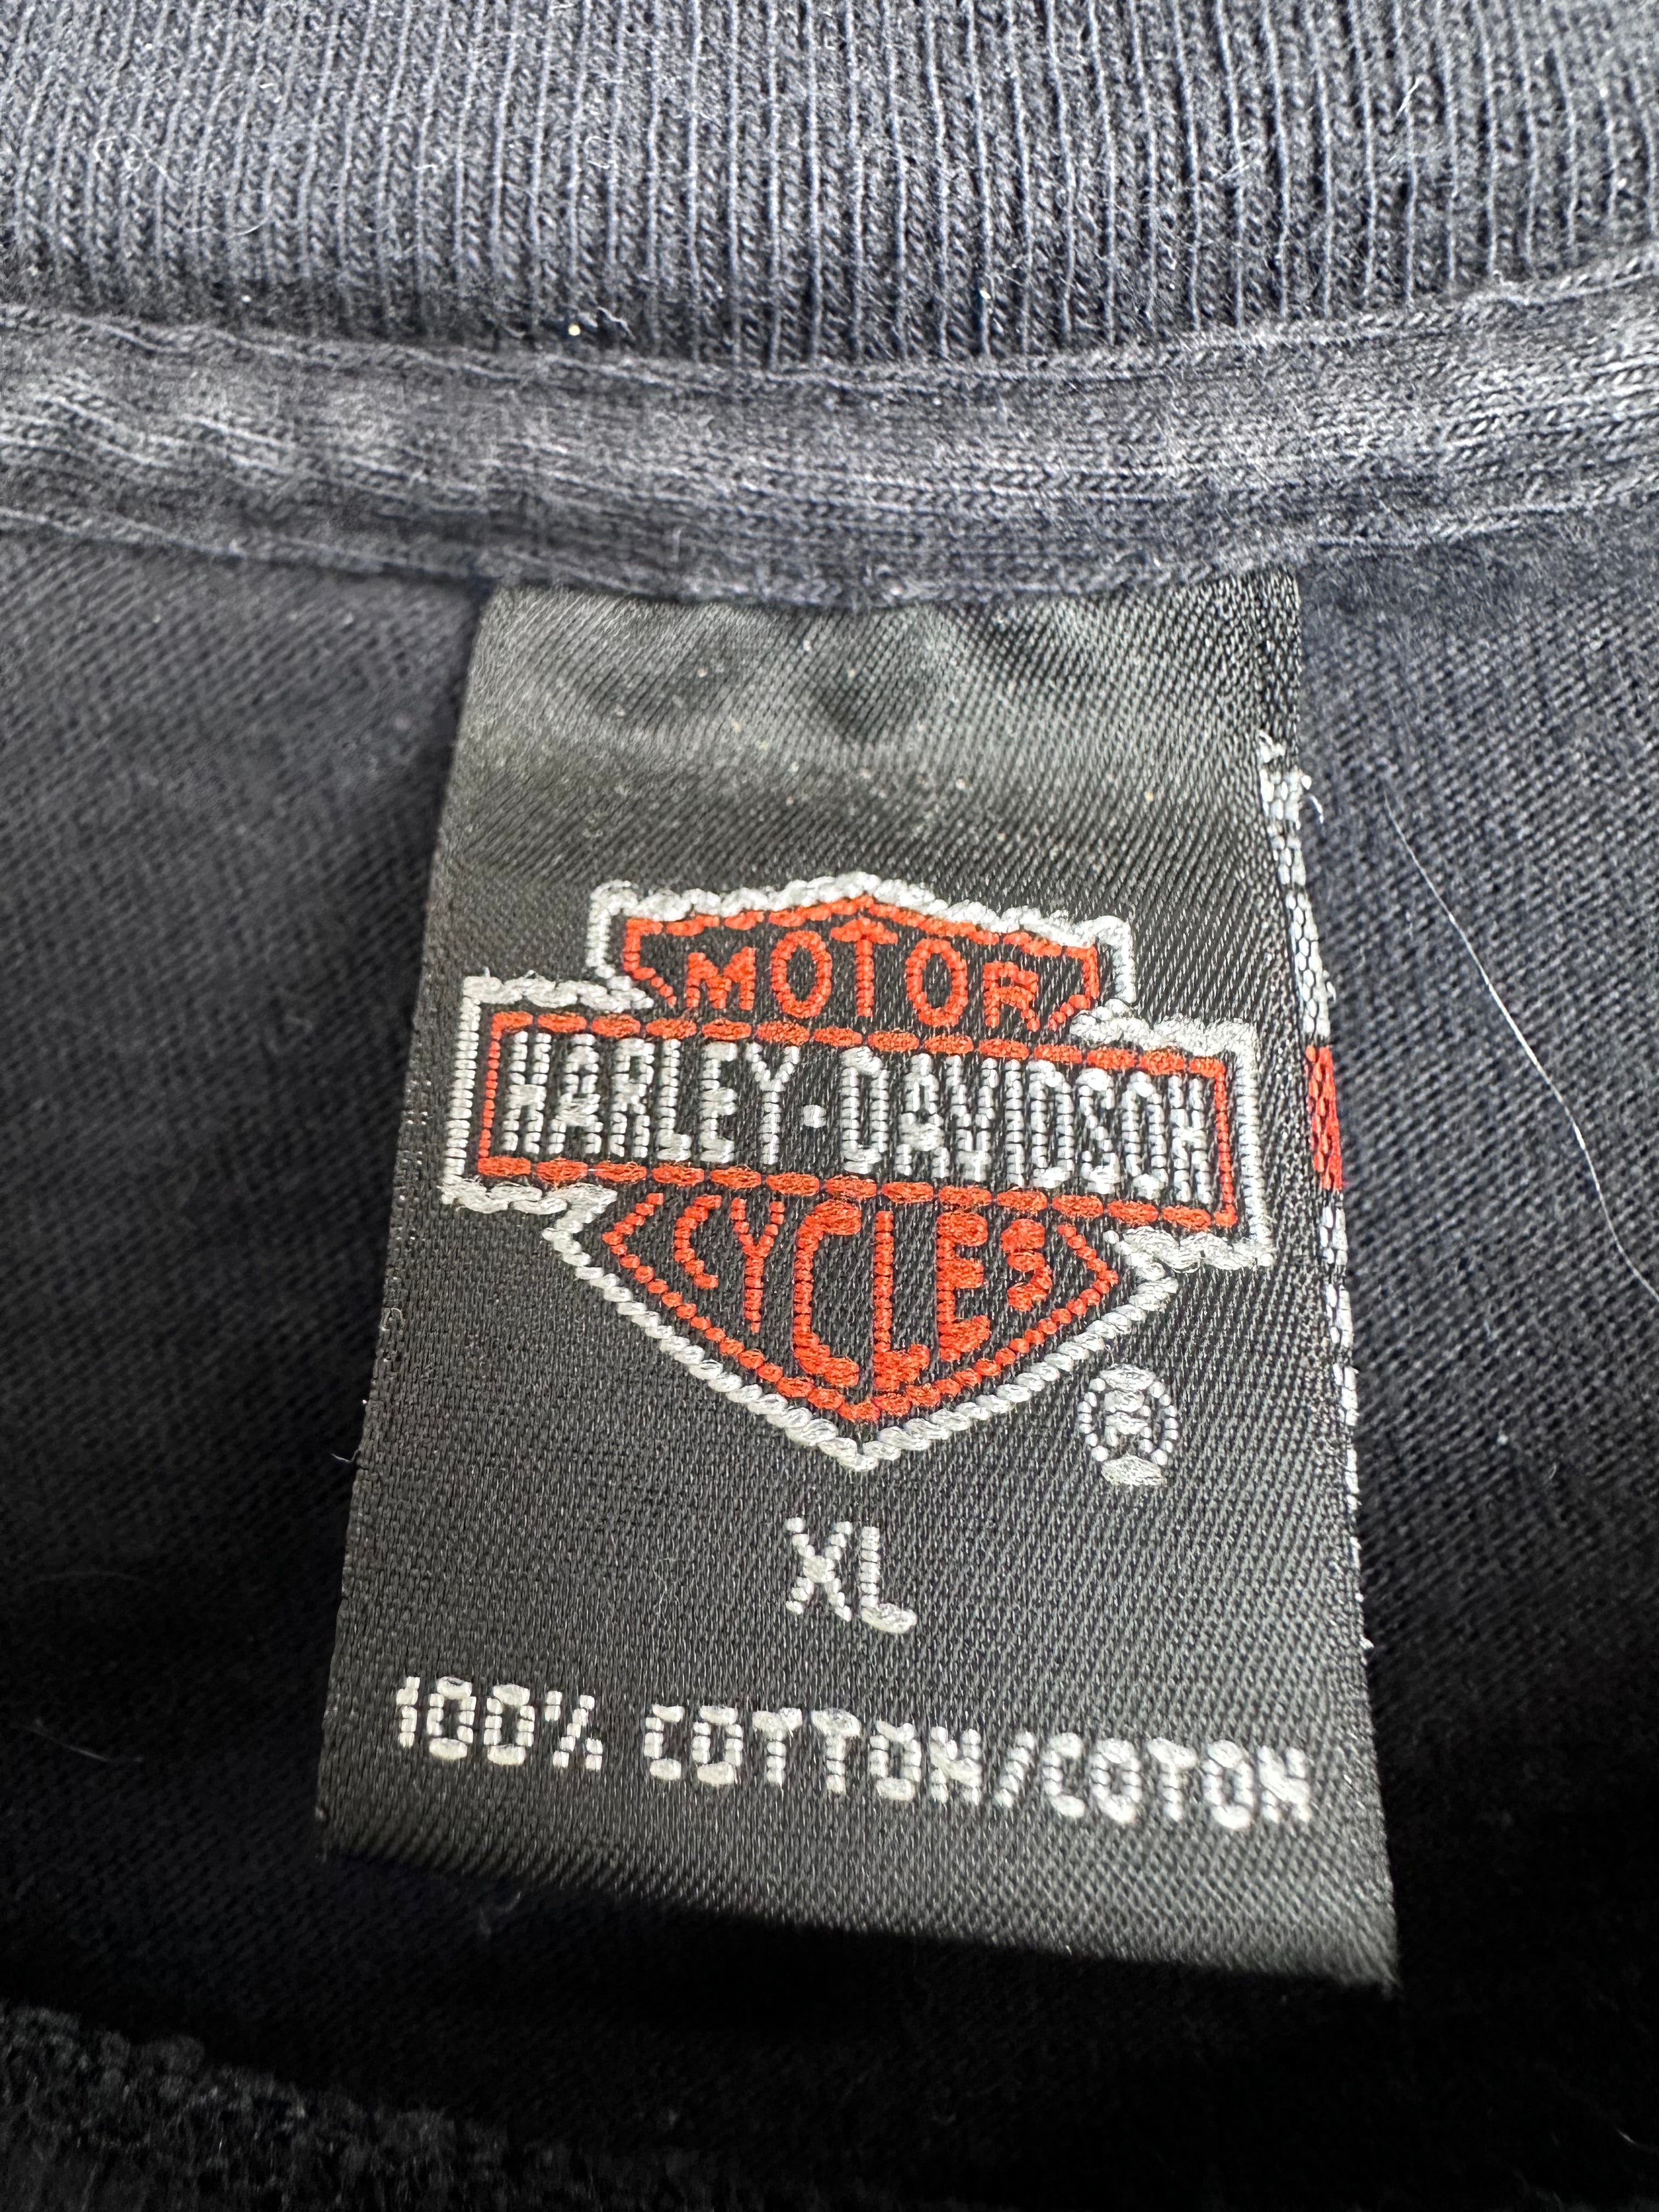 MOTOR
HARLEY-DAVIDSON
CYCLES
®
XL
100% COTTON/COTON